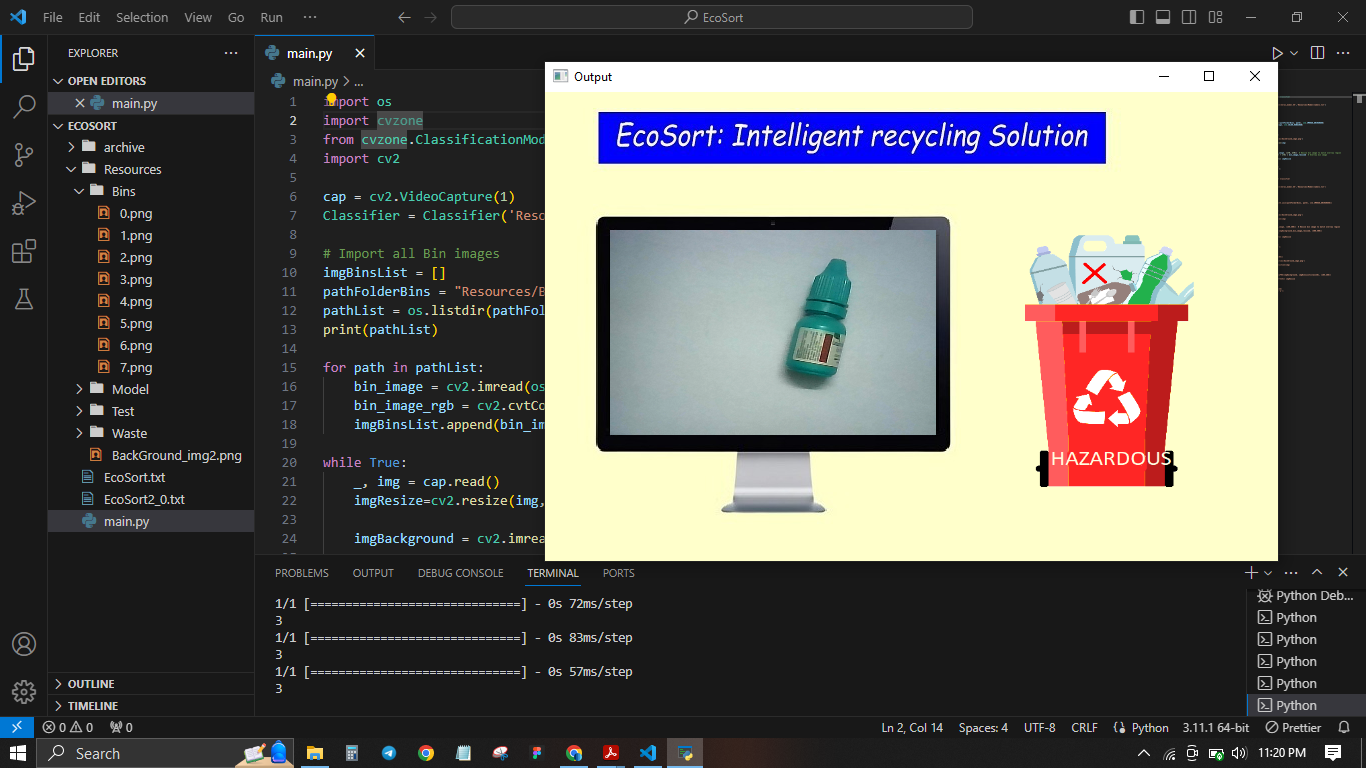 File Edit Selection View Go Run ···
EcoSort
EXPLORER ···
OPEN EDITORS
main.py
ECOSORT
archive
Resources
Bins
0.png
1.png
2.png
3.png
4.png
5.png
6.png
7.png
Model
Test
Waste
BackGround_img2.png
EcoSort.txt
EcoSort2_0.txt
main.py
OUTLINE
TIMELINE
main.py
main.py > ...
1 import os
2 import cvzone
3 from cvzone.ClassificationMod
4 import cv2
5
6 cap = cv2.VideoCapture(1)
7 Classifier = Classifier('Reso
8
9 # Import all Bin images
10 imgBinsList = []
11 pathFolderBins = "Resources/B
12 pathList = os.listdir(pathFol
13 print(pathList)
14
15 for path in pathList:
16 bin_image = cv2.imread(os
17 bin_image_rgb = cv2.cvtCo
18 imgBinsList.append(bin_im
19
20 while True:
21 _, img = cap.read()
22 imgResize=cv2.resize(img,
23
24 imgBackground = cv2.imrea
Output
EcoSort: Intelligent recycling Solution
HAZARDOUS
PROBLEMS OUTPUT DEBUG CONSOLE TERMINAL PORTS
1/1 [==============================] - 0s 72ms/step
3
1/1 [==============================] - 0s 83ms/step
3
1/1 [==============================] - 0s 57ms/step
3
Python Deb...
Python
Python
Python
Python
Python
0 0 0
Ln 2, Col 14 Spaces: 4 UTF-8 CRLF Python 3.11.1 64-bit Prettier
Search
11:20 PM